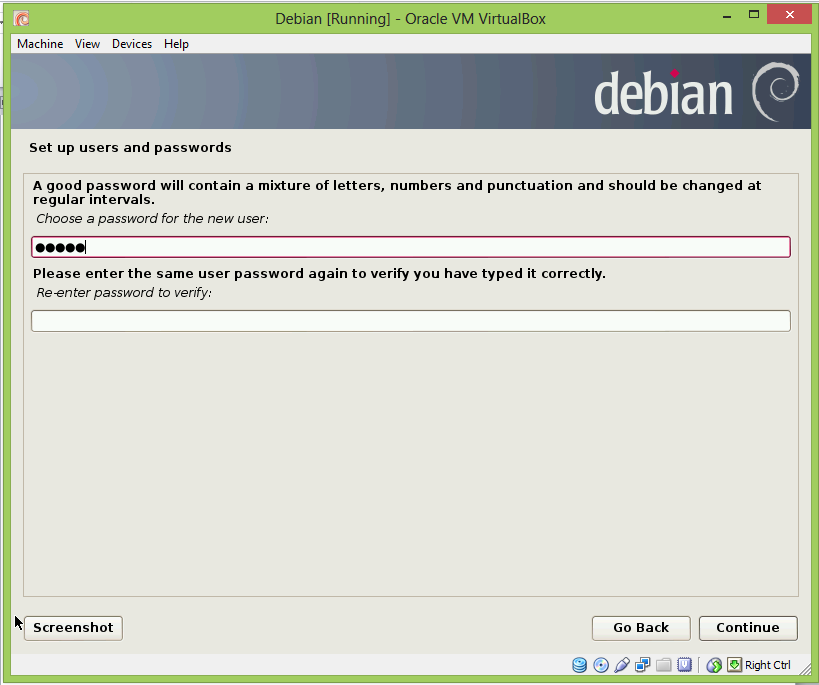 Debian [Running] - Oracle VM VirtualBox
Machine View Devices Help
debian
Set up users and passwords
A good password will contain a mixture of letters, numbers and punctuation and should be changed at
regular intervals.
Choose a password for the new user:
●●●●●
Please enter the same user password again to verify you have typed it correctly.
Re-enter password to verify:
Screenshot Go Back Continue
Right Ctrl